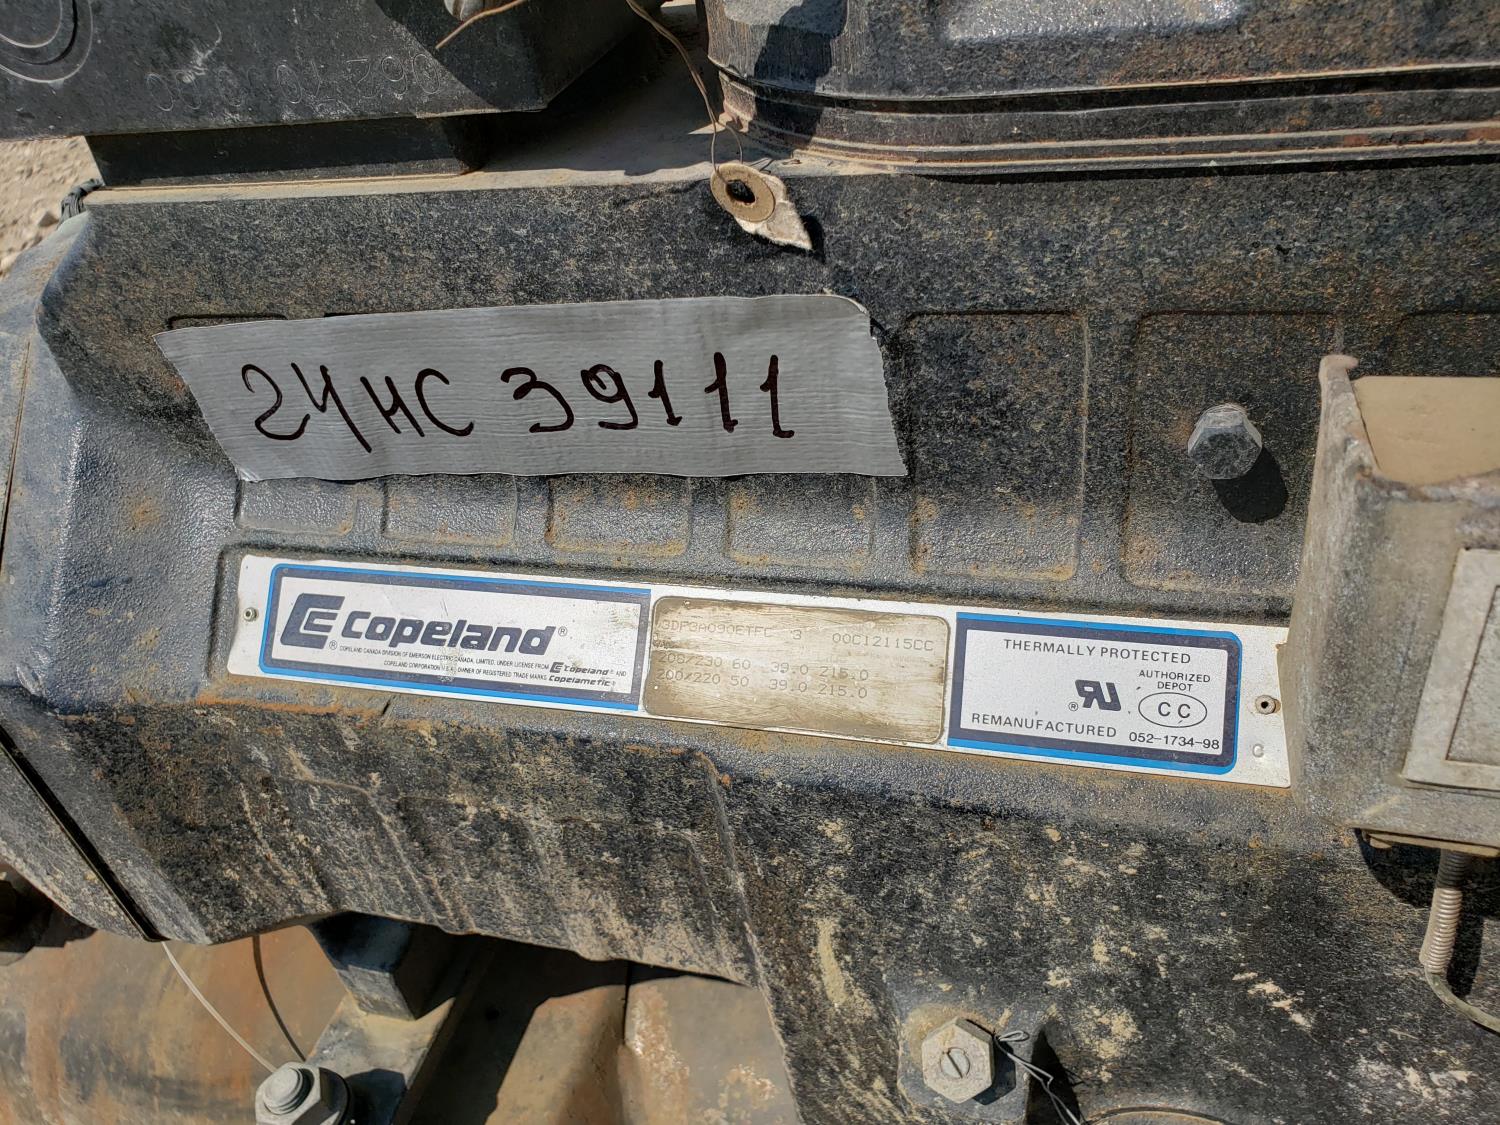 24HC 39111
Copeland®
® COPELAND CANADA DIVISION OF EMERSON ELECTRIC CANADA, LIMITED, UNDER LICENSE FROM Copeland® AND
COPELAND CORPORATION U.S.A., OWNER OF REGISTERED TRADE MARKS Copelametic®
3 00C12115CC
208/230 60 39.0 215.0
200/220 50 39.0 215.0
THERMALLY PROTECTED
AUTHORIZED
DEPOT
® CC
REMANUFACTURED 052-1734-98